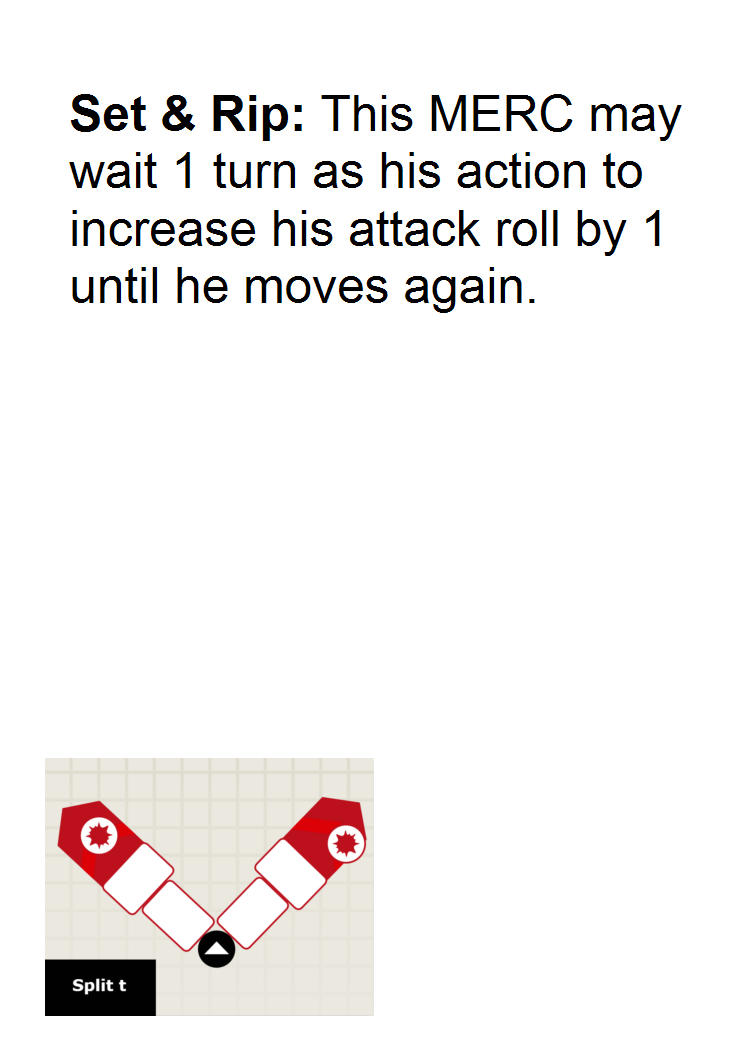 Set & Rip: This MERC may
wait 1 turn as his action to
increase his attack roll by 1
until he moves again.
Split t